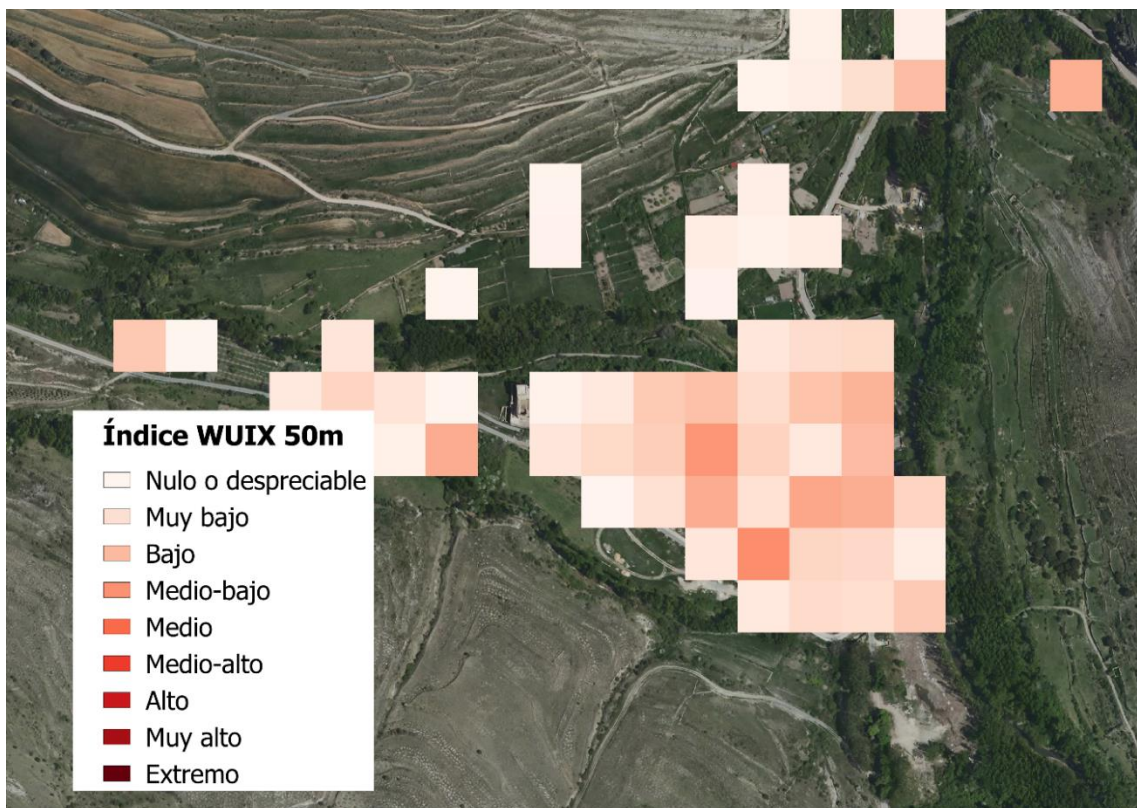 Índice WUIX 50m
Nulo o despreciable
Muy bajo
Bajo
Medio-bajo
Medio
Medio-alto
Alto
Muy alto
Extremo